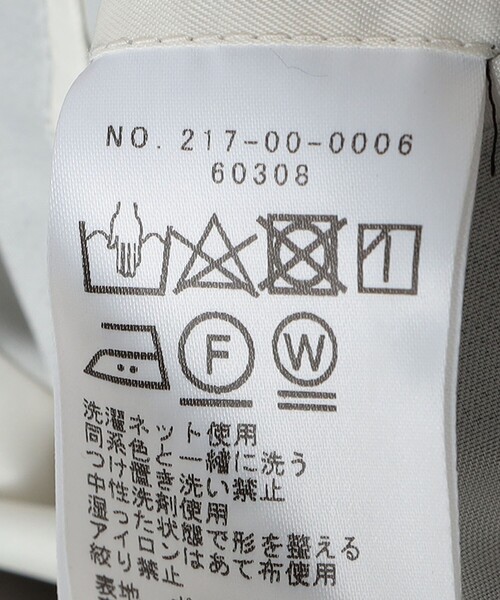 NO. 217-00-0006
60308
F W
洗濯ネット使用
同系色と一緒に洗う
つけ置き洗い禁止
中性洗剤使用
湿った状態で形を整える
アイロンはあて布使用
絞り禁止
表地